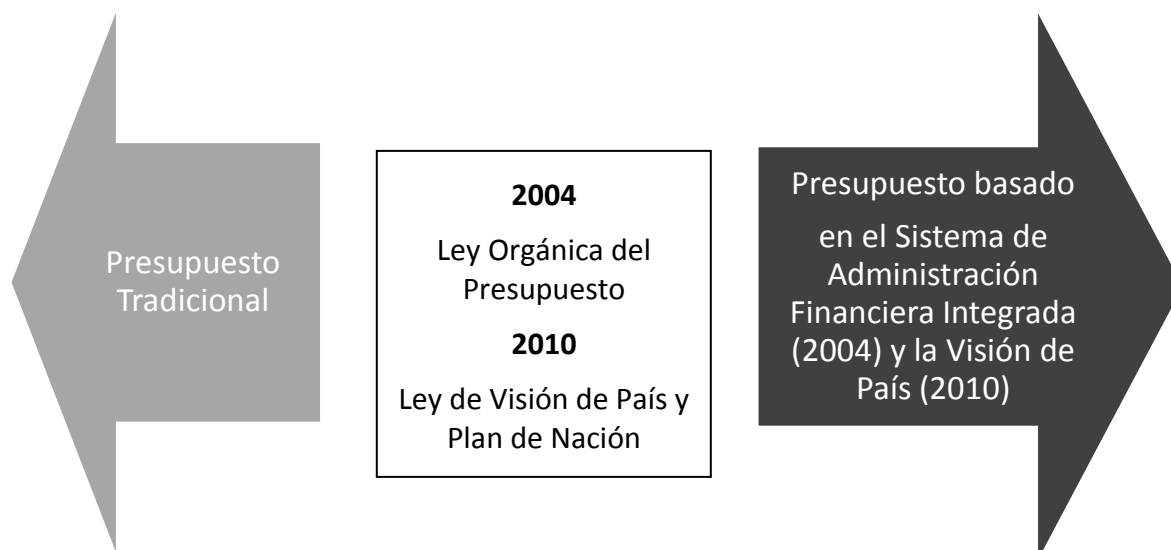 Presupuesto
Tradicional
2004
Ley Orgánica del
Presupuesto
2010
Ley de Visión de País y
Plan de Nación
Presupuesto basado
en el Sistema de
Administración
Financiera Integrada
(2004) y la Visión de
País (2010)